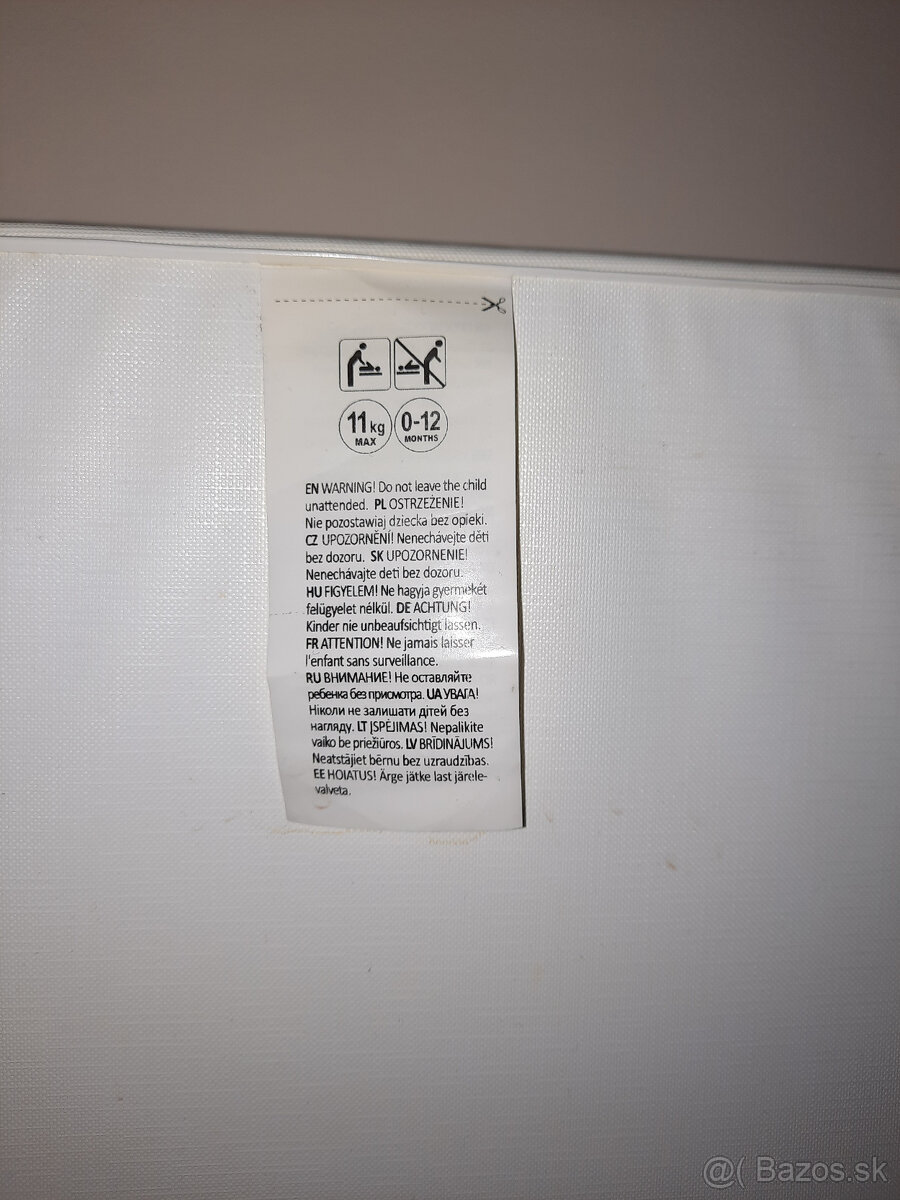 11 kg
MAX
0-12
MONTHS
EN WARNING! Do not leave the child
unattended. PL OSTRZEŻENIE!
Nie pozostawiaj dziecka bez opieki.
CZ UPOZORNĚNÍ! Nenechávejte děti
bez dozoru. SK UPOZORNENIE!
Nenechávajte deti bez dozoru.
HU FIGYELEM! Ne hagyja gyermekét
felügyelet nélkül. DE ACHTUNG!
Kinder nie unbeaufsichtigt lassen.
FR ATTENTION! Ne jamais laisser
l'enfant sans surveillance.
RU ВНИМАНИЕ! Не оставляйте
ребенка без присмотра. UA УВАГА!
Ніколи не залишати дітей без
нагляду. LT ĮSPĖJIMAS! Nepalikite
vaiko be priežiūros. LV BRĪDINĀJUMS!
Neatstājiet bērnu bez uzraudzības.
EE HOIATUS! Ärge jätke last järele-
valveta.
@( Bazos.sk